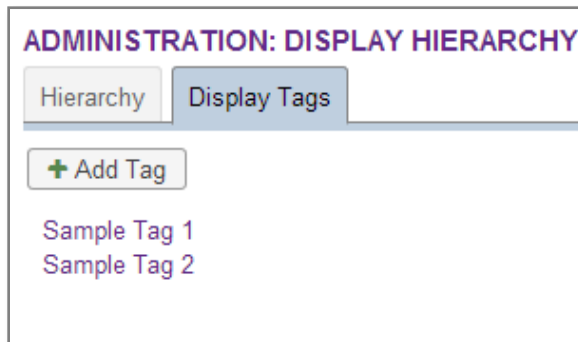 ADMINISTRATION: DISPLAY HIERARCHY
Hierarchy Display Tags
Add Tag
Sample Tag 1
Sample Tag 2